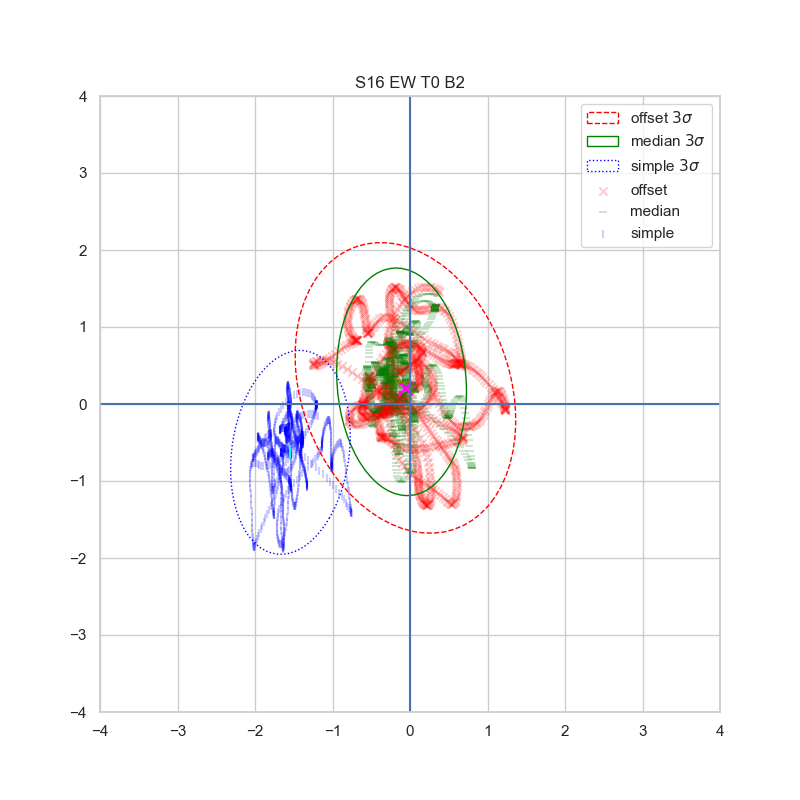 S16 EW T0 B2
offset 3σ
median 3σ
simple 3σ
offset
median
simple
4
3
2
1
0
−1
−2
−3
−4
−4 −3 −2 −1 0 1 2 3 4